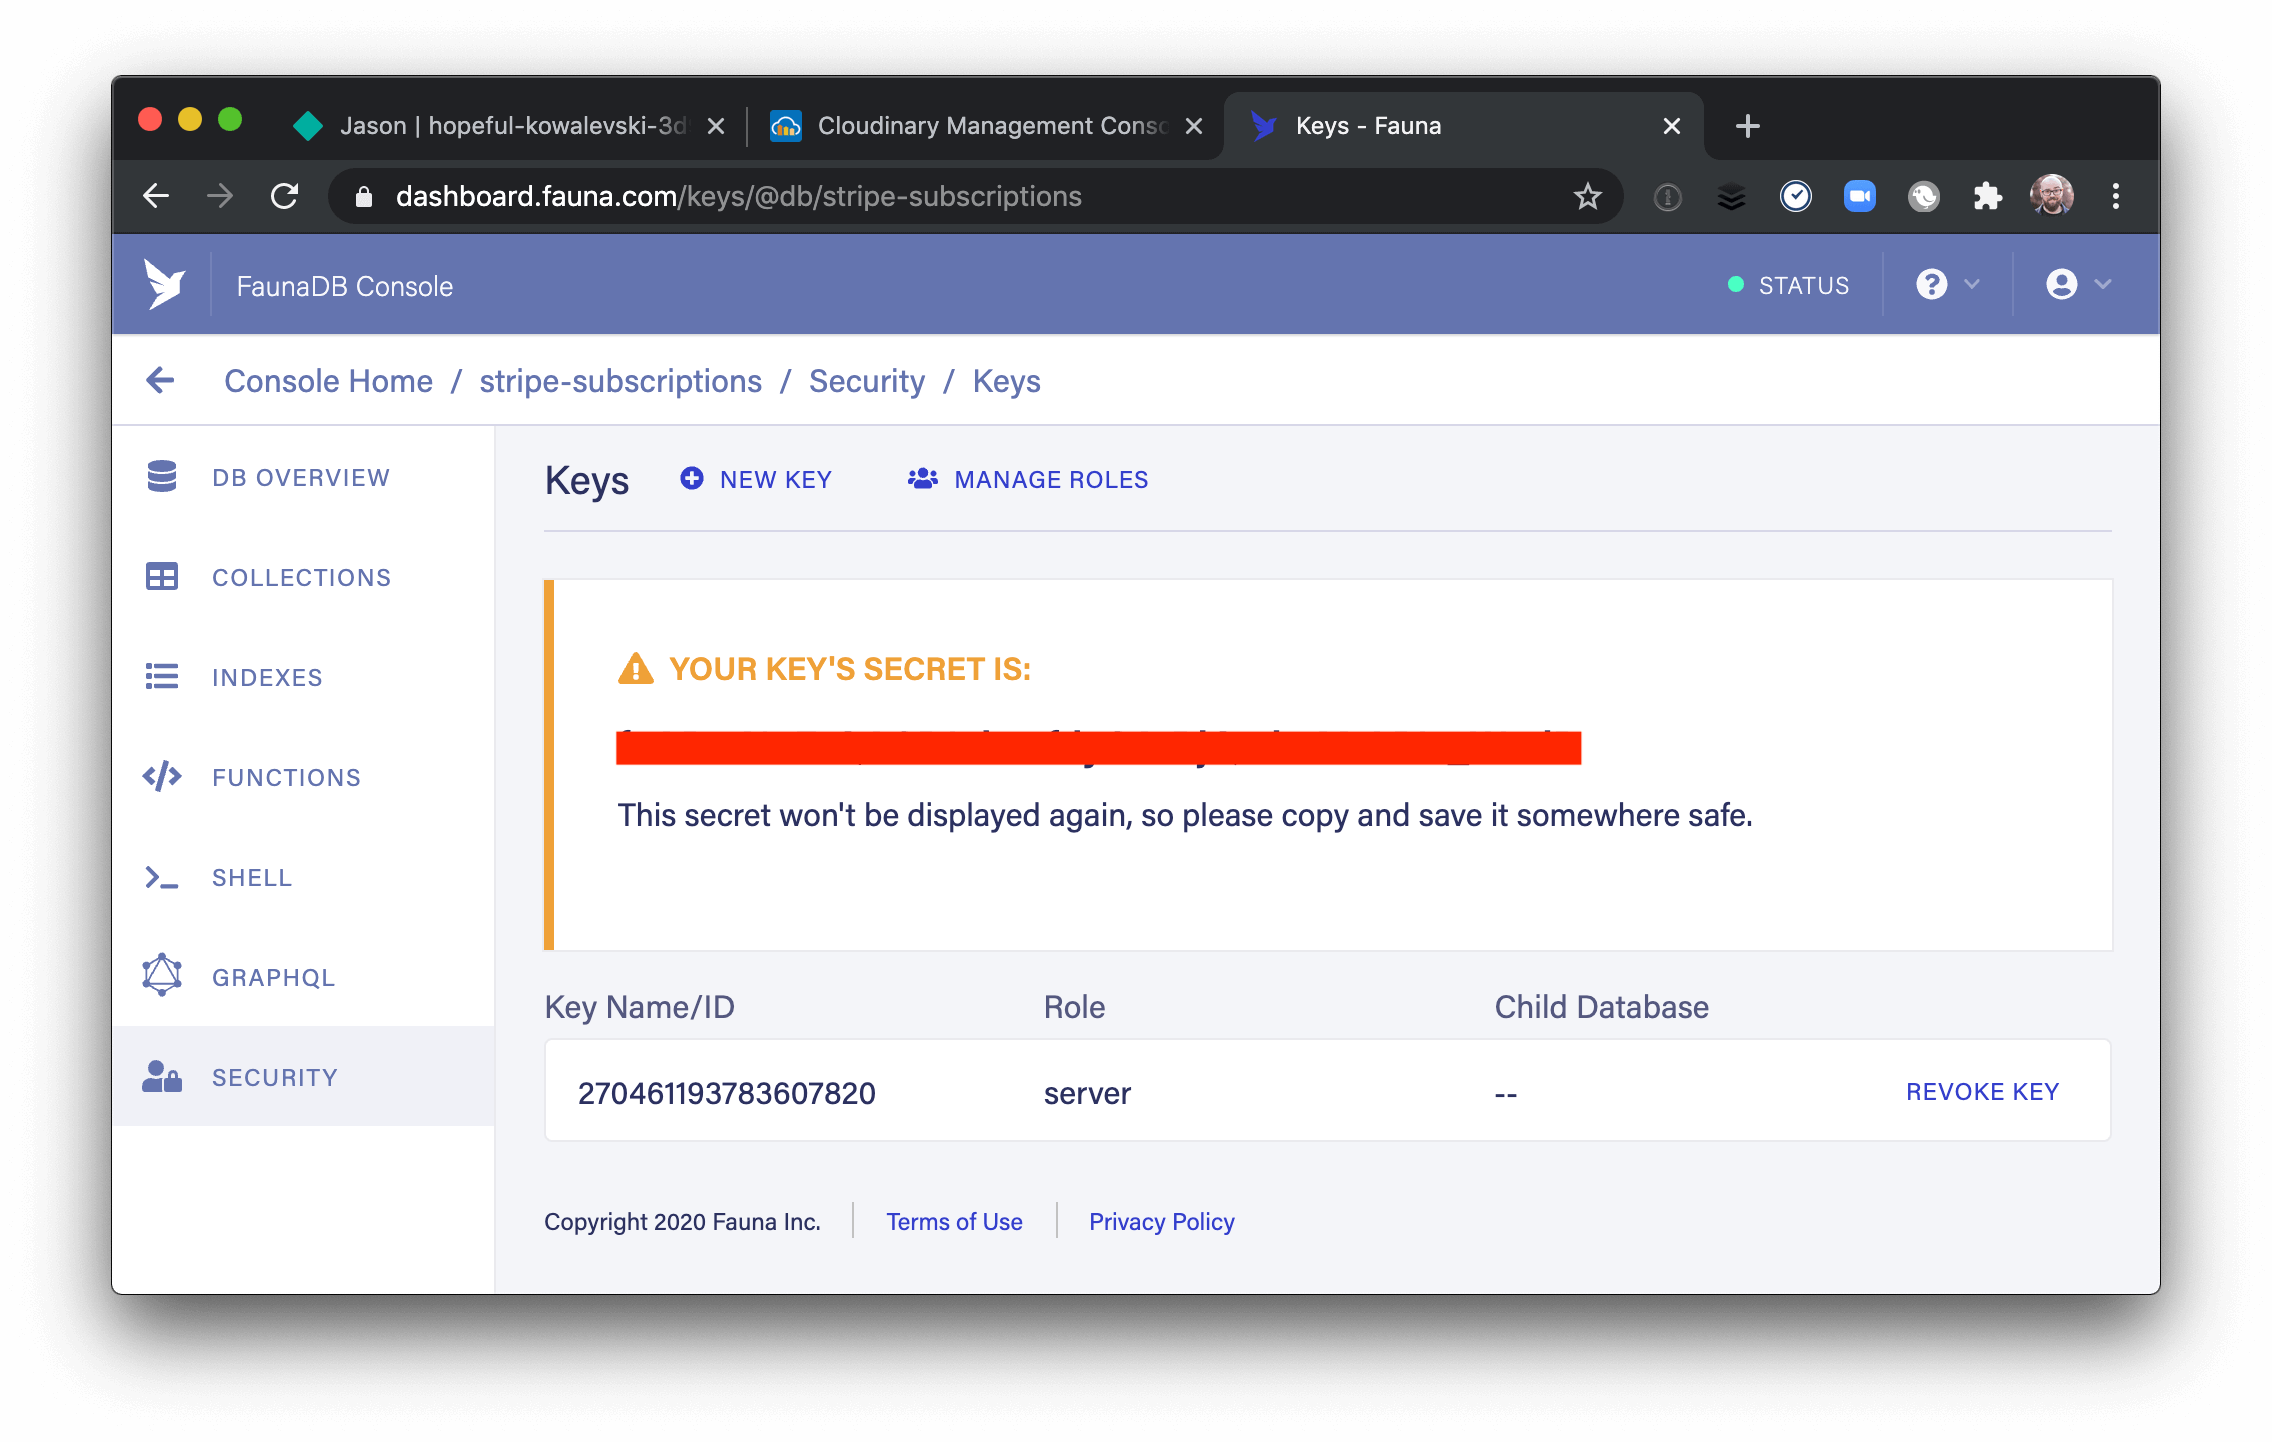 Jason | hopeful-kowalevski-3d
Cloudinary Management Conso
Keys - Fauna
dashboard.fauna.com/keys/@db/stripe-subscriptions
FaunaDB Console
STATUS
Console Home / stripe-subscriptions / Security / Keys
DB OVERVIEW
COLLECTIONS
INDEXES
FUNCTIONS
SHELL
GRAPHQL
SECURITY
Keys
NEW KEY
MANAGE ROLES
YOUR KEY'S SECRET IS:
This secret won't be displayed again, so please copy and save it somewhere safe.
Key Name/ID Role Child Database
270461193783607820 server -- REVOKE KEY
Copyright 2020 Fauna Inc. Terms of Use Privacy Policy